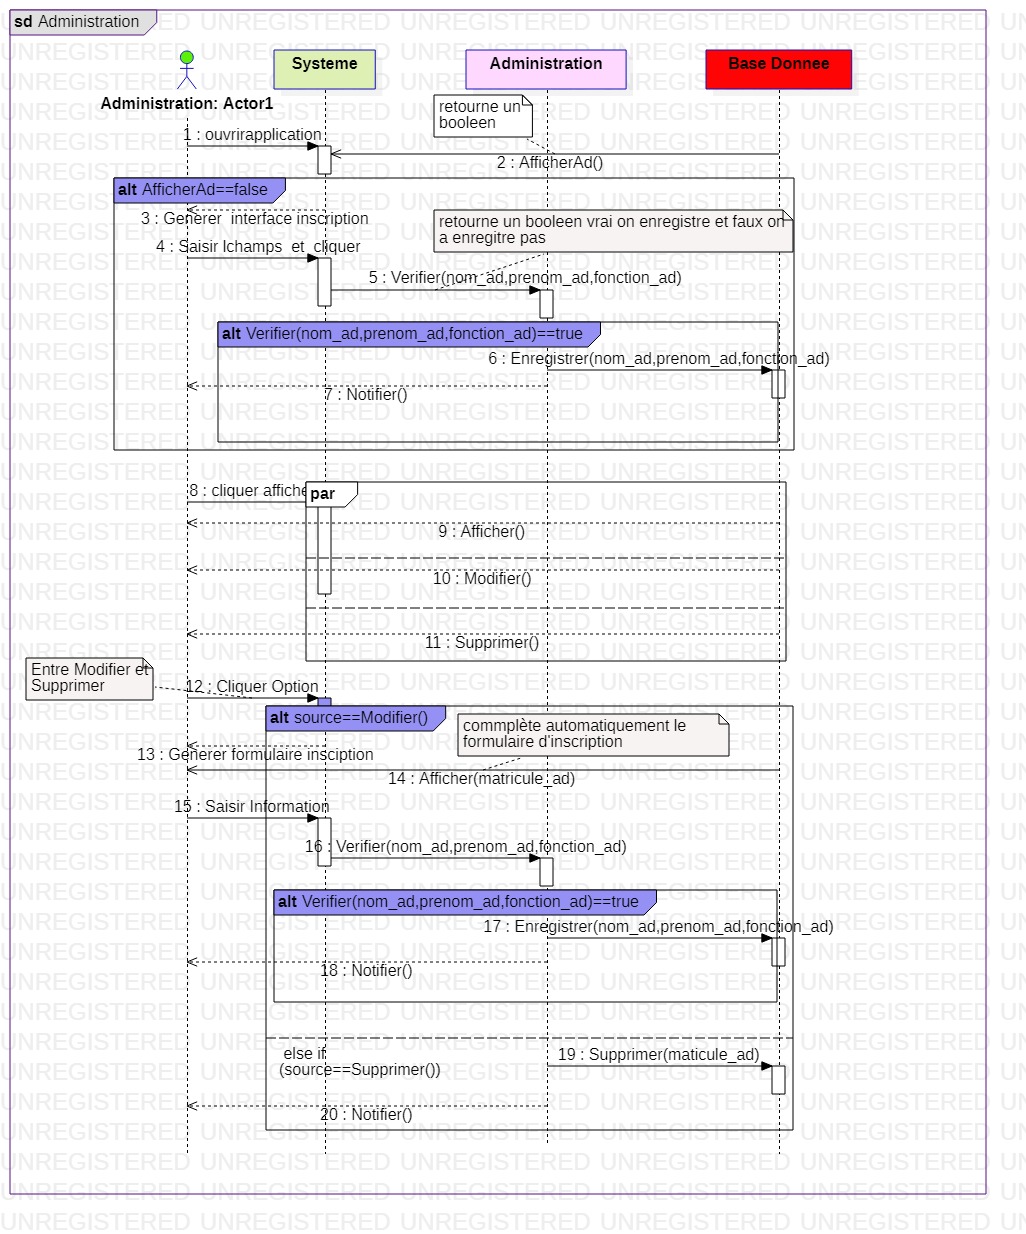 sd Administration
Systeme
Administration
Base Donnee
Administration: Actor1
retourne un
booleen
1 : ouvrirapplication
2 : AfficherAd()
alt AfficherAd==false
3 : Generer interface inscription
retourne un booleen vrai on enregistre et faux on
a enregitre pas
4 : Saisir lchamps et cliquer
5 : Verifier(nom_ad,prenom_ad,fonction_ad)
alt Verifier(nom_ad,prenom_ad,fonction_ad)==true
6 : Enregistrer(nom_ad,prenom_ad,fonction_ad)
7 : Notifier()
8 : cliquer affiche
par
9 : Afficher()
10 : Modifier()
11 : Supprimer()
Entre Modifier et
Supprimer
12 : Cliquer Option
alt source==Modifier()
commplète automatiquement le
formulaire d'inscription
13 : Generer formulaire insciption
14 : Afficher(matricule_ad)
15 : Saisir Information
16 : Verifier(nom_ad,prenom_ad,fonction_ad)
alt Verifier(nom_ad,prenom_ad,fonction_ad)==true
17 : Enregistrer(nom_ad,prenom_ad,fonction_ad)
18 : Notifier()
else if
(source==Supprimer())
19 : Supprimer(maticule_ad)
20 : Notifier()
UNREGISTERED